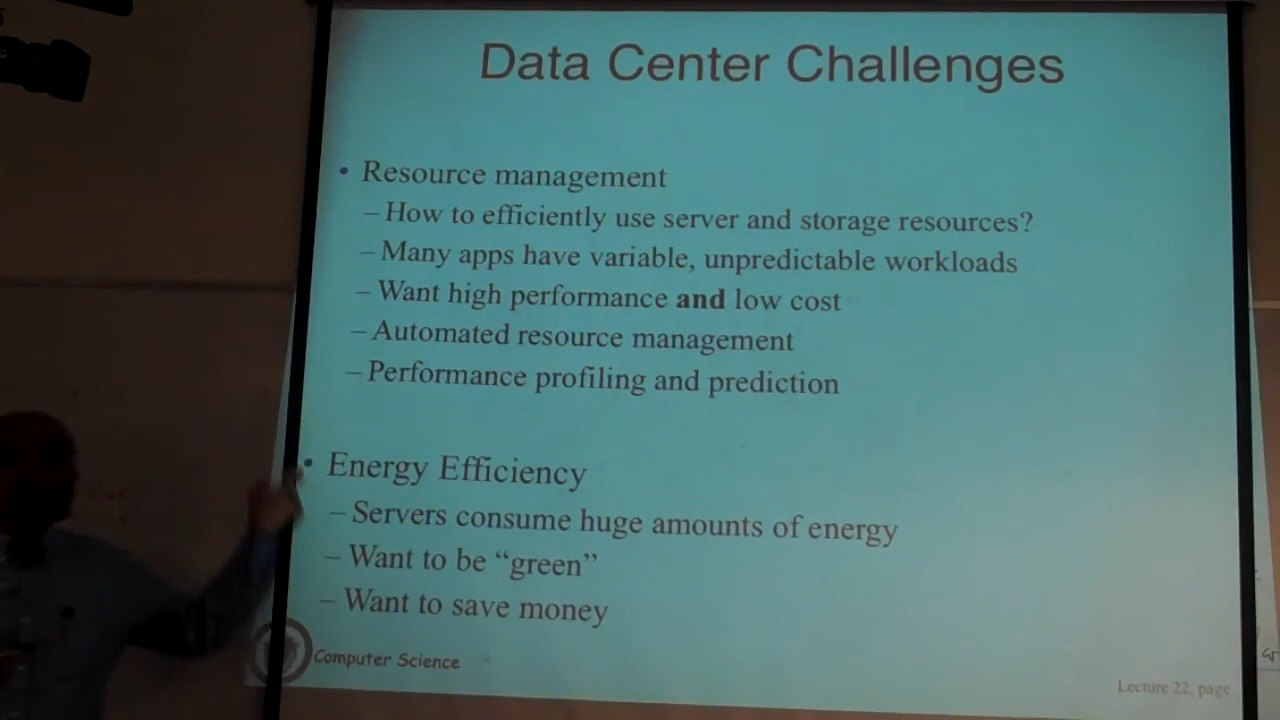 Data Center Challenges
• Resource management
– How to efficiently use server and storage resources?
– Many apps have variable, unpredictable workloads
– Want high performance and low cost
– Automated resource management
– Performance profiling and prediction
• Energy Efficiency
– Servers consume huge amounts of energy
– Want to be “green”
– Want to save money
Computer Science
Lecture 22, page